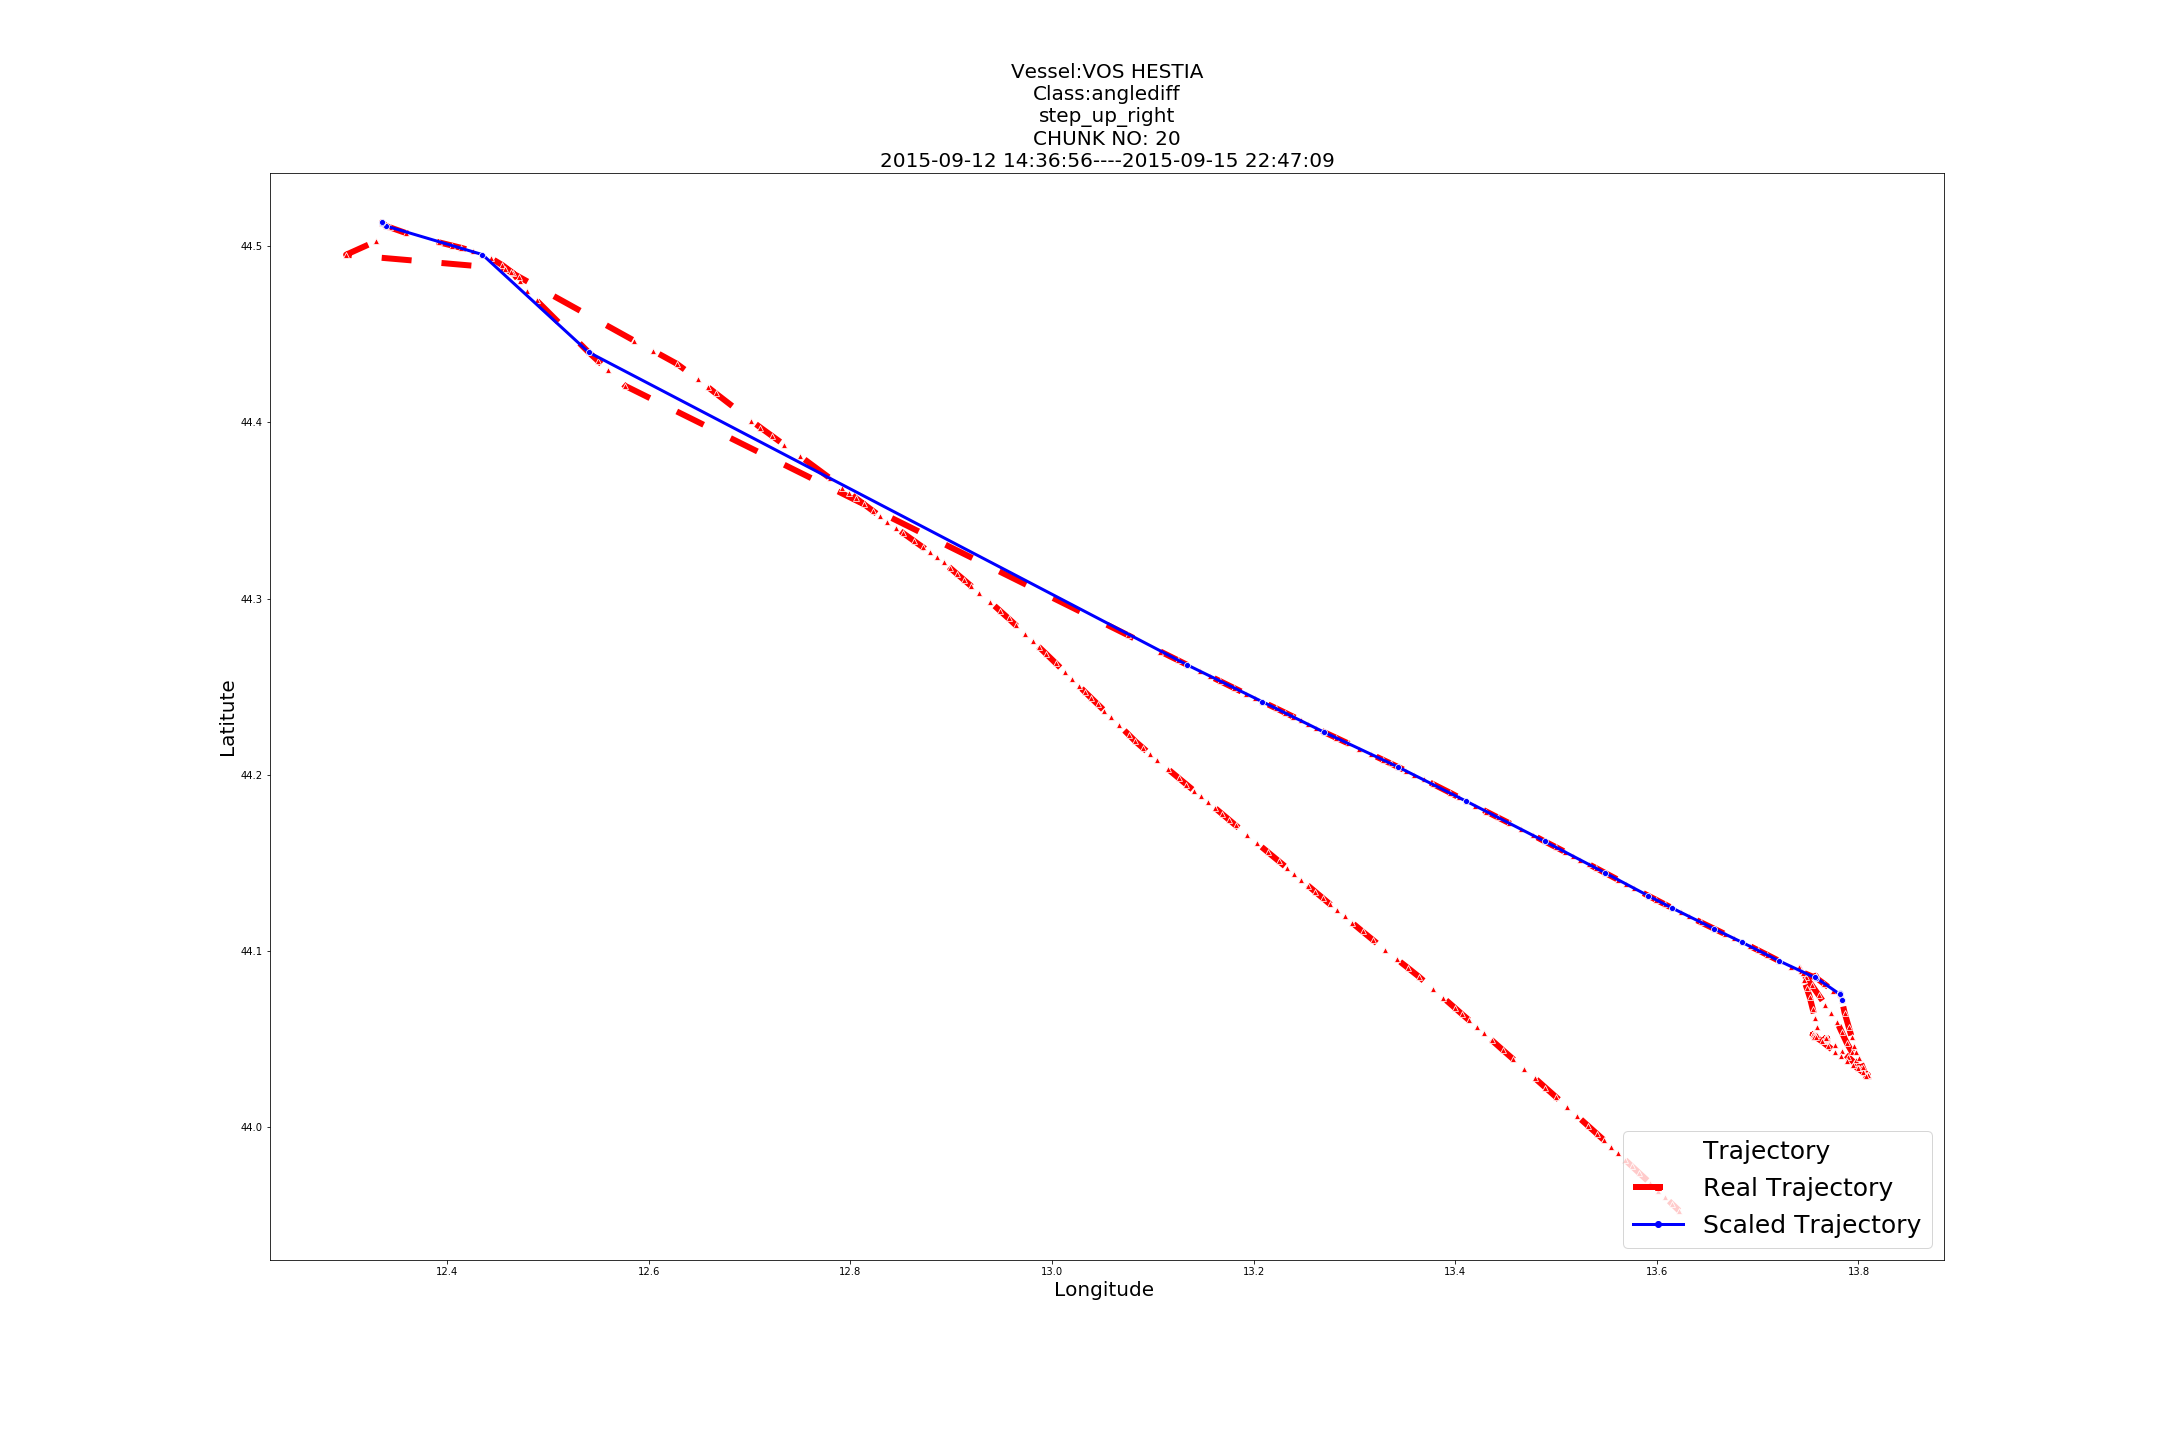 Vessel:VOS HESTIA
Class:anglediff
step_up_right
CHUNK NO: 20
2015-09-12 14:36:56----2015-09-15 22:47:09
Latitute
44.5
44.4
44.3
44.2
44.1
44.0
Trajectory
Real Trajectory
Scaled Trajectory
12.4 12.6 12.8 13.0 13.2 13.4 13.6 13.8
Longitude